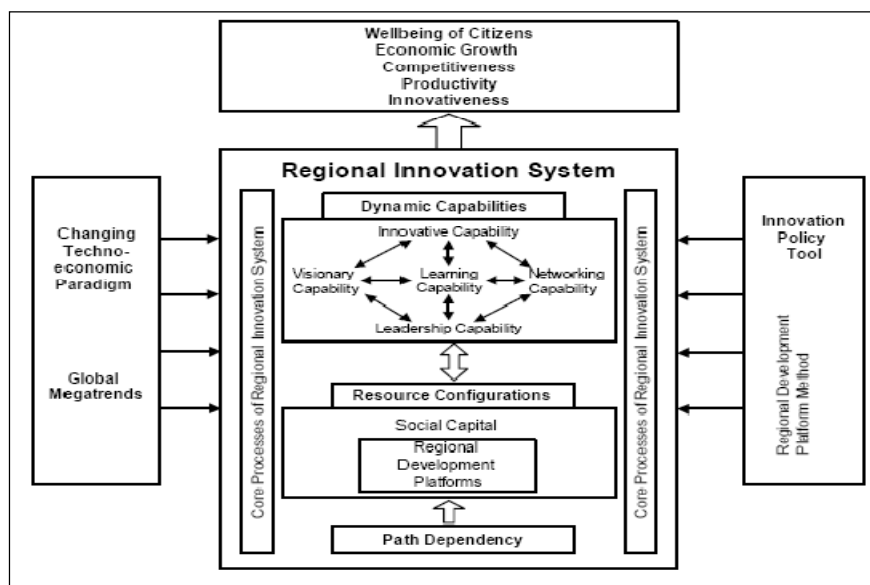 Wellbeing of Citizens
Economic Growth
Competitiveness
Productivity
Innovativeness
Regional Innovation System
Changing
Techno-
economic
Paradigm
Global
Megatrends
Core Processes of Regional Innovation System
Dynamic Capabilities
Innovative Capability
Visionary
Capability
Learning
Capability
Networking
Capability
Leadership Capability
Resource Configurations
Social Capital
Regional
Development
Platforms
Path Dependency
Core Processes of Regional Innovation System
Innovation
Policy
Tool
Regional Development
Platform Method